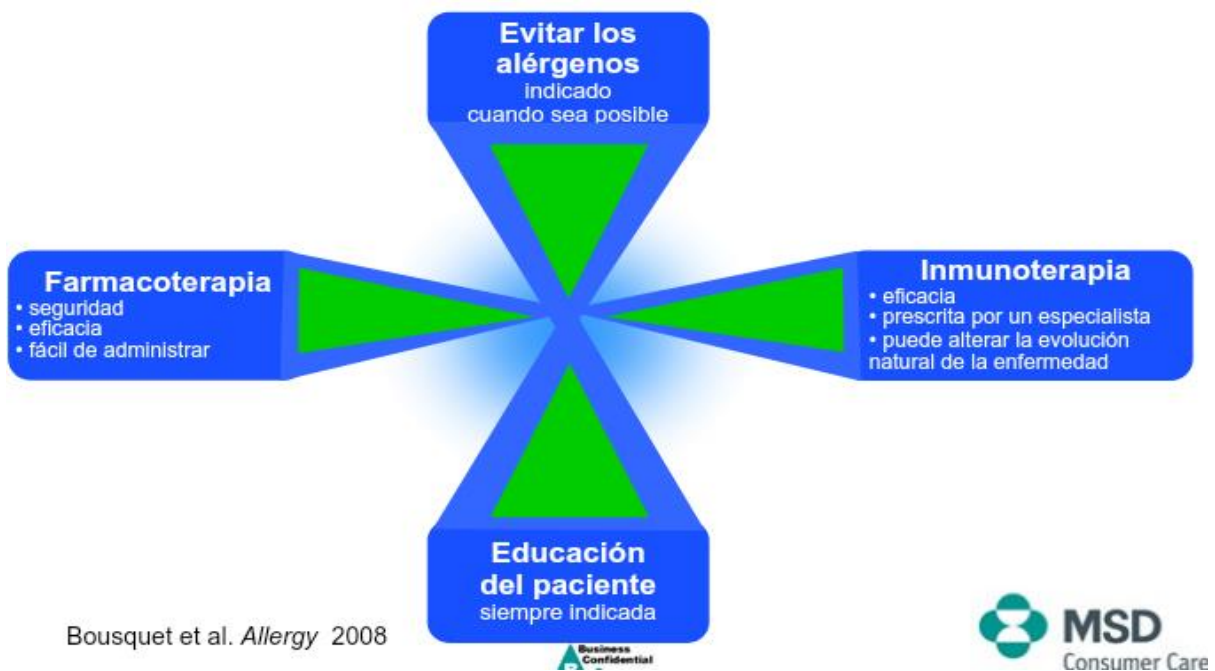 Evitar los
alérgenos
indicado
cuando sea posible
Farmacoterapia
• seguridad
• eficacia
• fácil de administrar
Inmunoterapia
• eficacia
• prescrita por un especialista
• puede alterar la evolución
natural de la enfermedad
Educación
del paciente
siempre indicada
Bousquet et al. Allergy 2008
Business
Confidential
MSD
Consumer Care